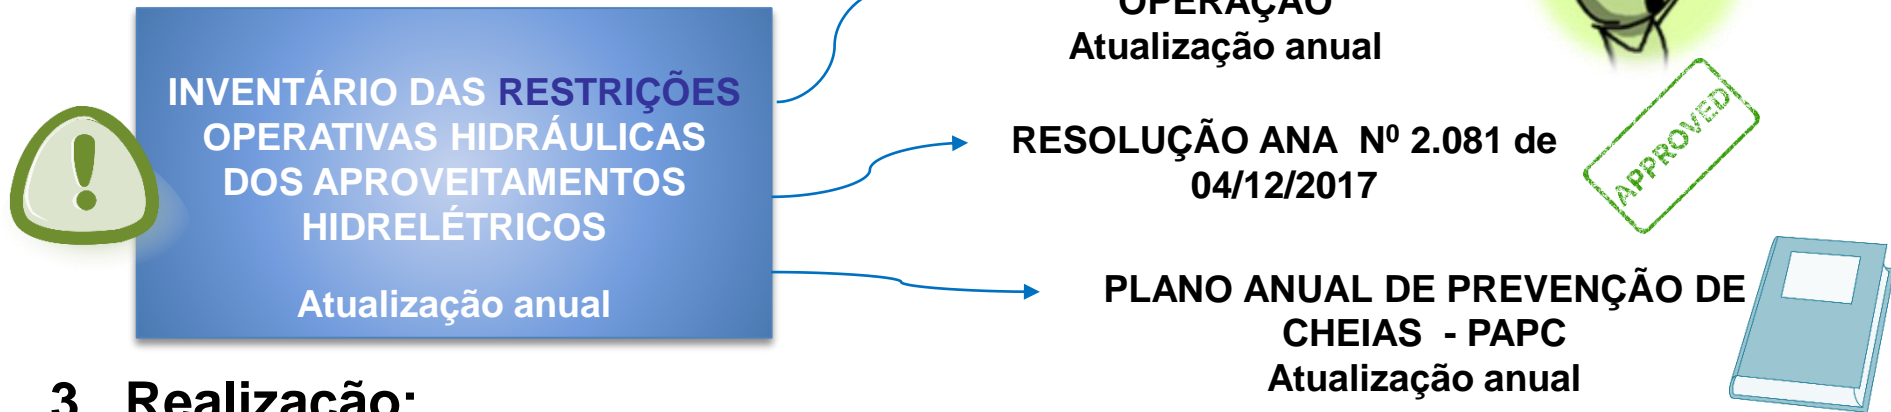 OPERAÇÃO
Atualização anual
INVENTÁRIO DAS RESTRIÇÕES
OPERATIVAS HIDRÁULICAS
DOS APROVEITAMENTOS
HIDRELÉTRICOS
Atualização anual
RESOLUÇÃO ANA Nº 2.081 de
04/12/2017
APPROVED
PLANO ANUAL DE PREVENÇÃO DE
CHEIAS - PAPC
Atualização anual
3. Realização: